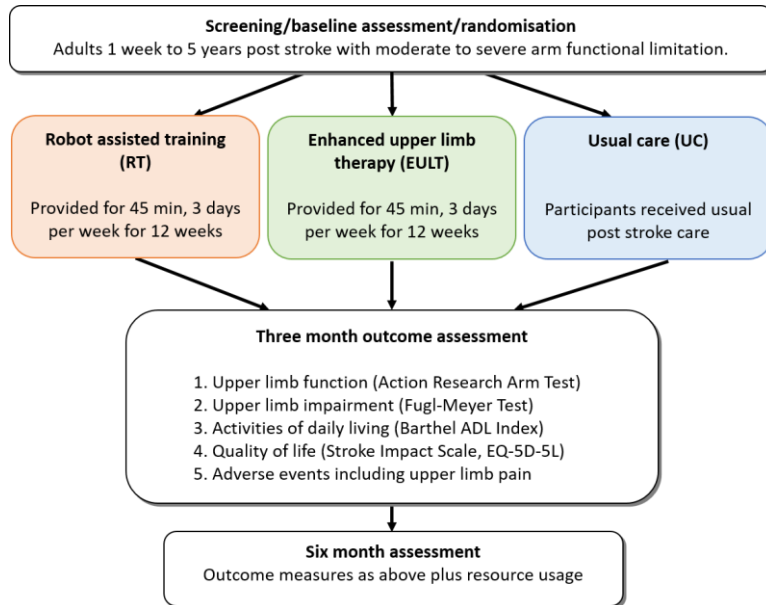 Screening/baseline assessment/randomisation
Adults 1 week to 5 years post stroke with moderate to severe arm functional limitation.
Robot assisted training
(RT)
Provided for 45 min, 3 days
per week for 12 weeks
Enhanced upper limb
therapy (EULT)
Provided for 45 min, 3 days
per week for 12 weeks
Usual care (UC)
Participants received usual
post stroke care
Three month outcome assessment
1. Upper limb function (Action Research Arm Test)
2. Upper limb impairment (Fugl-Meyer Test)
3. Activities of daily living (Barthel ADL Index)
4. Quality of life (Stroke Impact Scale, EQ-5D-5L)
5. Adverse events including upper limb pain
Six month assessment
Outcome measures as above plus resource usage